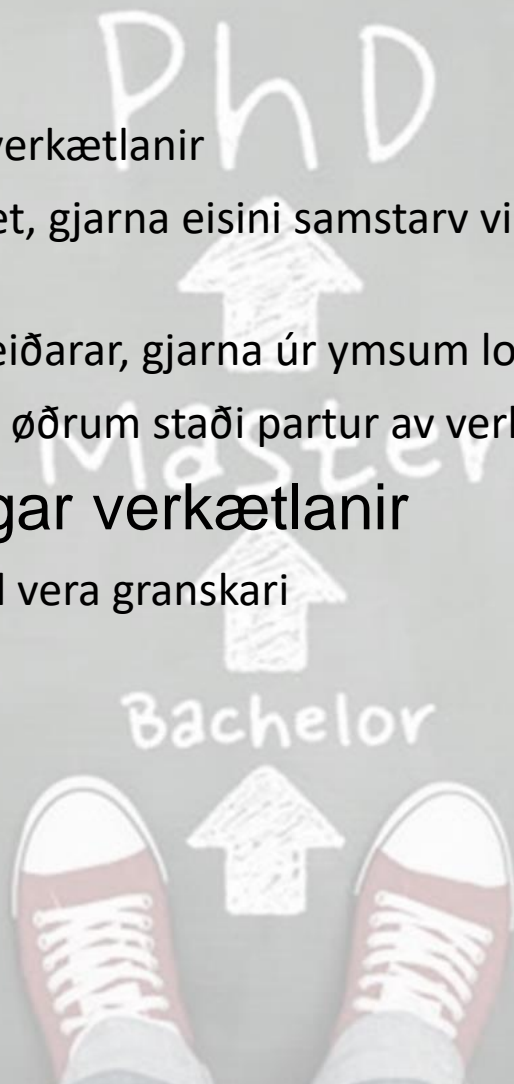 PhD
verkætlanir
et, gjarna eisini samstarv vi
eiðarar, gjarna úr ymsum lo
øðrum staði partur av verk
Master
gar verkætlanir
l vera granskari
Bachelor